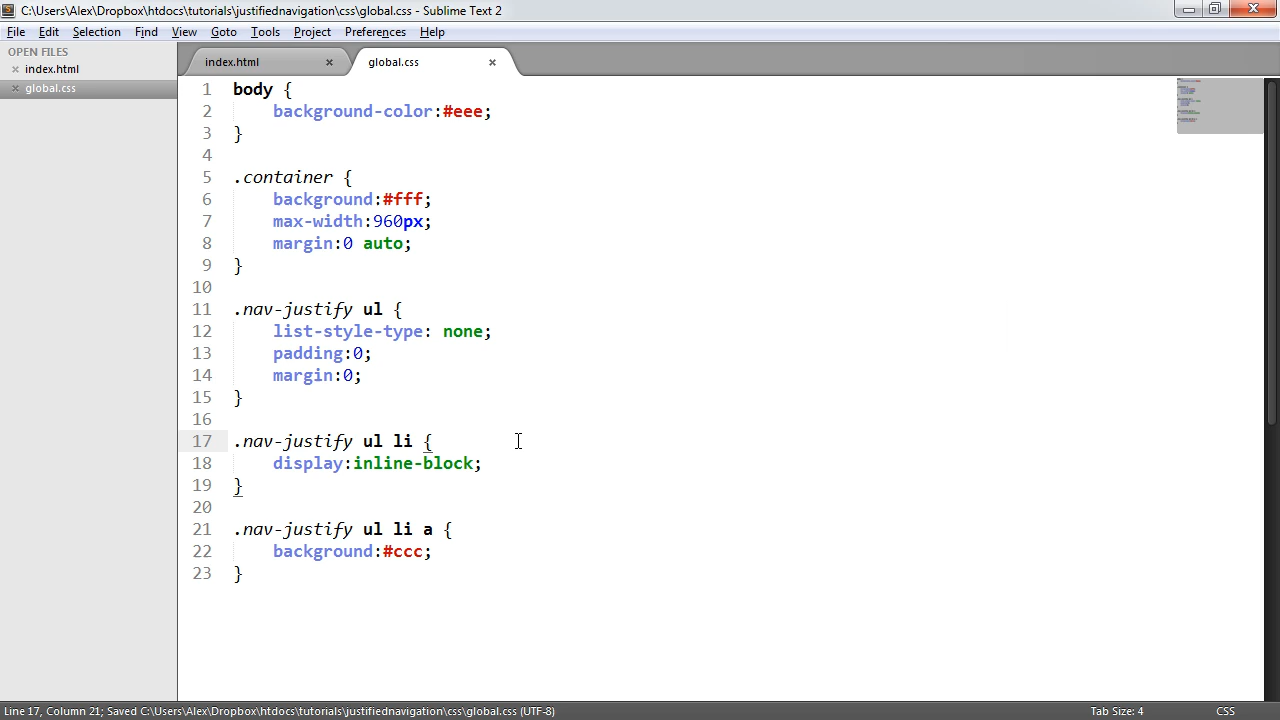 C:\Users\Alex\Dropbox\htdocs\tutorials\justifiednavigation\css\global.css - Sublime Text 2
File Edit Selection Find View Goto Tools Project Preferences Help
OPEN FILES
index.html
global.css
index.html global.css
1 body {
2     background-color:#eee;
3 }
4
5 .container {
6     background:#fff;
7     max-width:960px;
8     margin:0 auto;
9 }
10
11 .nav-justify ul {
12     list-style-type: none;
13     padding:0;
14     margin:0;
15 }
16
17 .nav-justify ul li {
18     display:inline-block;
19 }
20
21 .nav-justify ul li a {
22     background:#ccc;
23 }
Line 17, Column 21; Saved C:\Users\Alex\Dropbox\htdocs\tutorials\justifiednavigation\css\global.css (UTF-8) Tab Size: 4 CSS